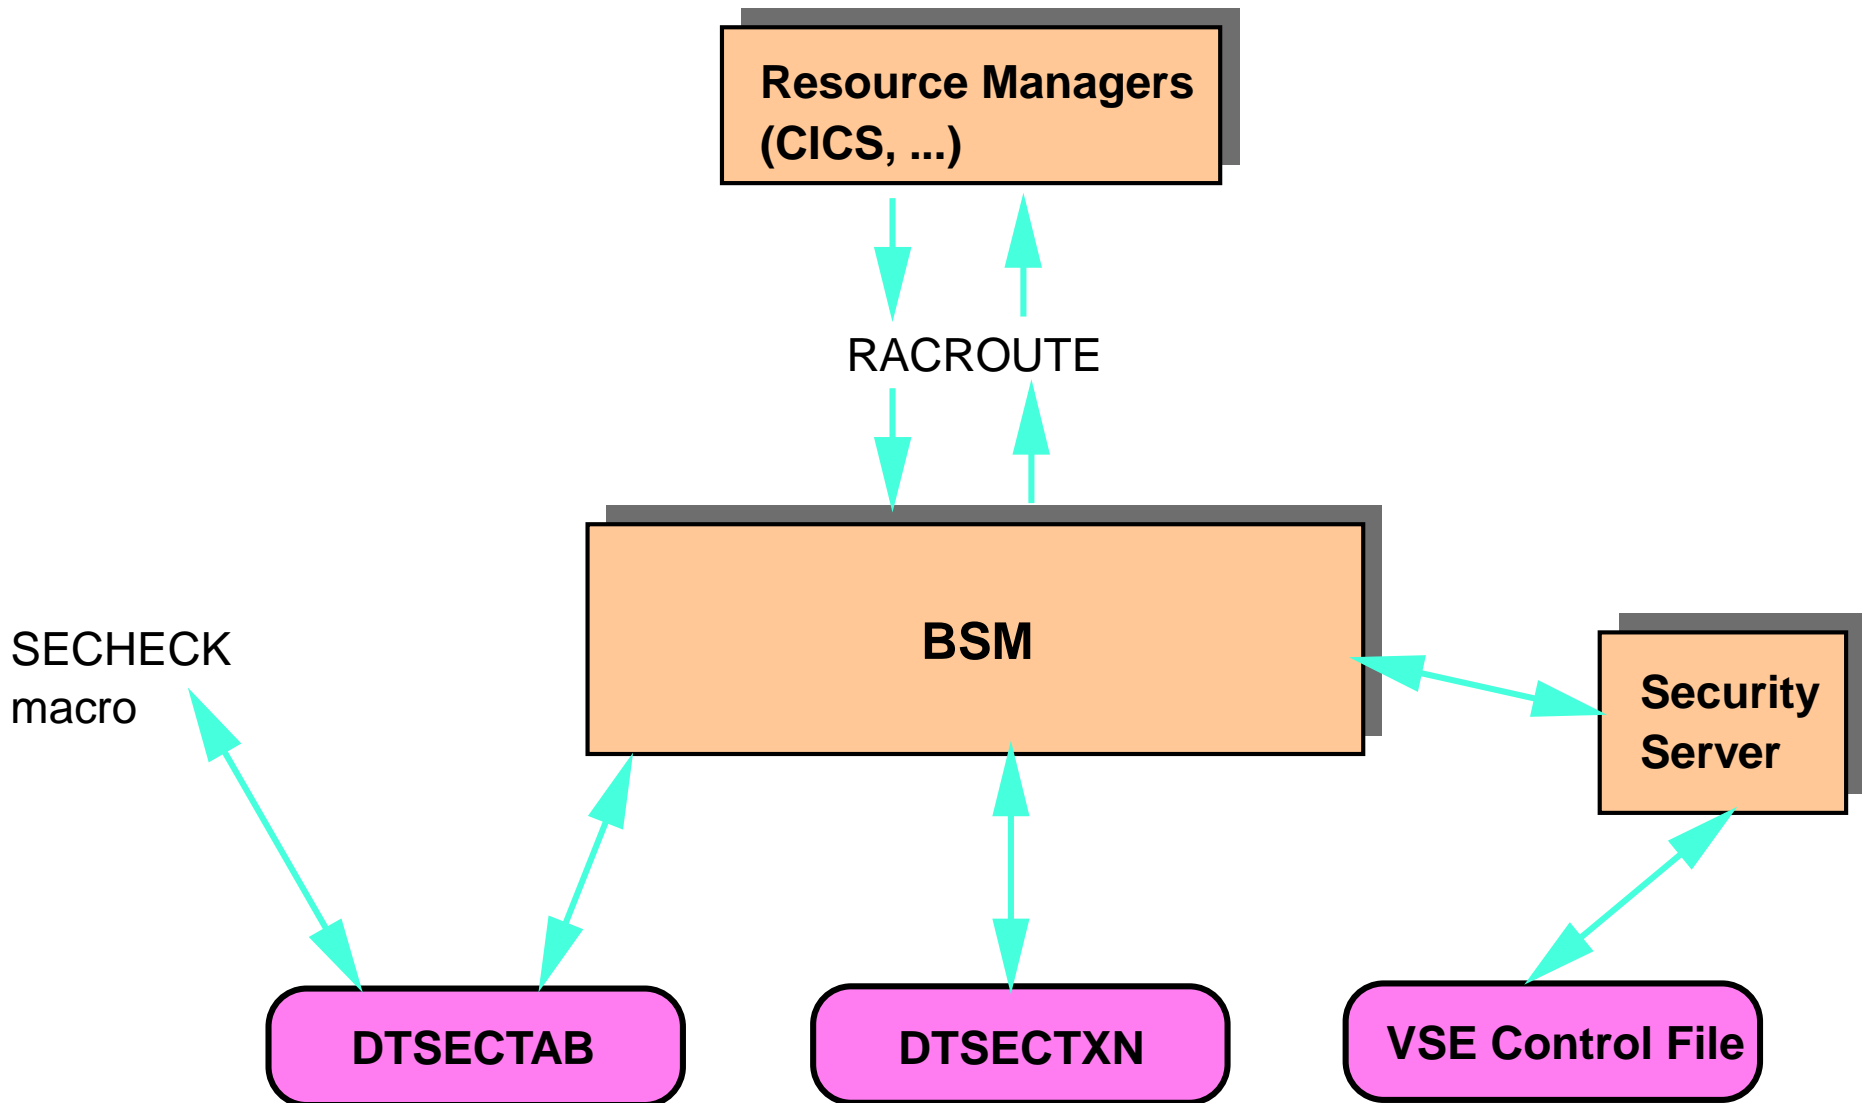 Resource Managers
(CICS, ...)
RACROUTE
BSM
SECHECK
macro
Security
Server
DTSECTAB
DTSECTXN
VSE Control File